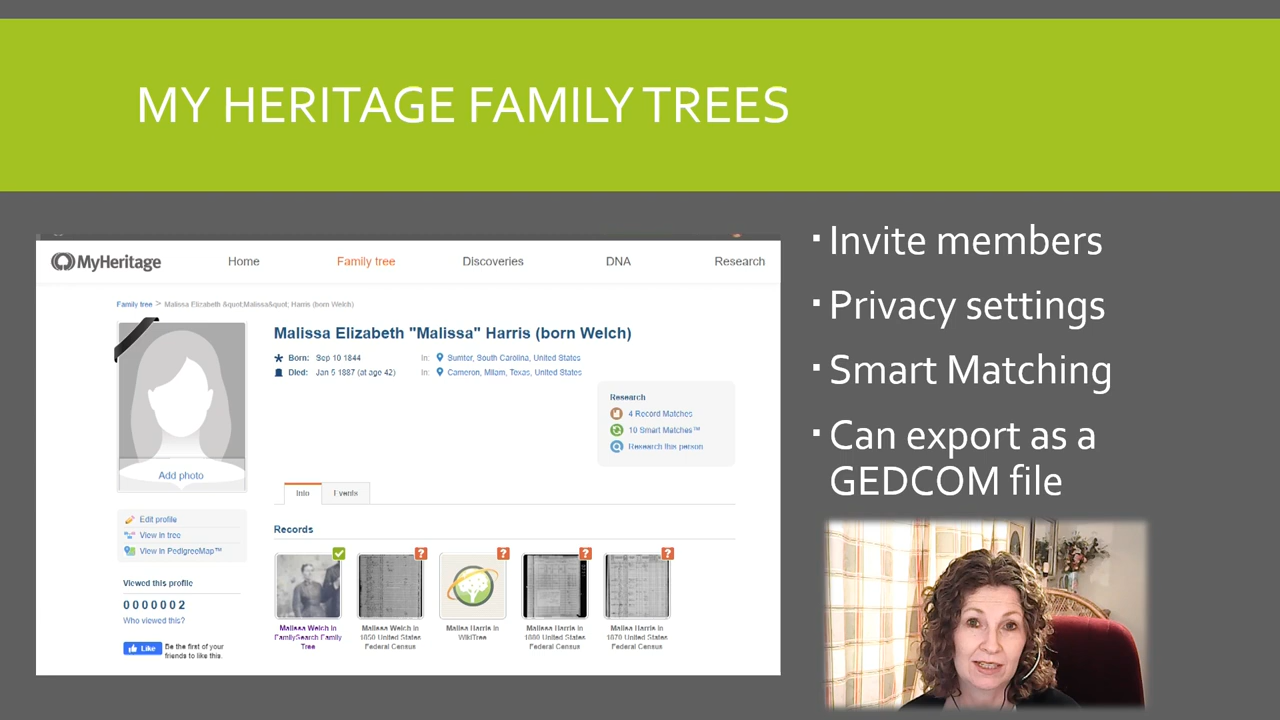 MY HERITAGE FAMILY TREES
MyHeritage
Home
Family tree
Discoveries
DNA
Research
Family tree > Malissa Elizabeth &quot;Malissa&quot; Harris (born Welch)
Malissa Elizabeth "Malissa" Harris (born Welch)
Born: Sep 10 1844 In: Sumter, South Carolina, United States
Died: Jan 5 1887 (at age 42) In: Cameron, Milam, Texas, United States
Research
4 Record Matches
10 Smart Matches™
Research this person
Add photo
Info
Events
Edit profile
View in tree
View in PedigreeMap™
Viewed this profile
0000002
Who viewed this?
Like
Be the first of your
friends to like this.
Records
Malissa Welch in
FamilySearch Family
Tree
Malissa Welch in
1850 United States
Federal Census
Malisa Harris in
WikiTree
Malissa Harris in
1880 United States
Federal Census
Malisa Harris in
1870 United States
Federal Census
▪ Invite members
▪ Privacy settings
▪ Smart Matching
▪ Can export as a
GEDCOM file